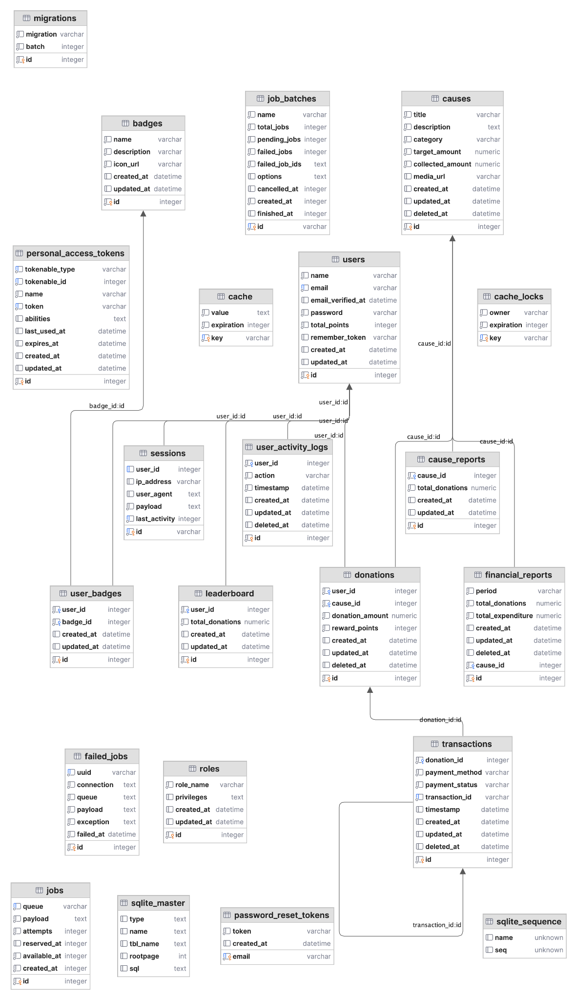 migrations
migration varchar
batch integer
id integer
job_batches
name varchar
total_jobs integer
pending_jobs integer
failed_jobs integer
failed_job_ids text
options text
cancelled_at integer
created_at integer
finished_at integer
id varchar
causes
title varchar
description text
category varchar
target_amount numeric
collected_amount numeric
media_url varchar
created_at datetime
updated_at datetime
deleted_at datetime
id integer
badges
name varchar
description varchar
icon_url varchar
created_at datetime
updated_at datetime
id integer
personal_access_tokens
tokenable_type varchar
tokenable_id integer
name varchar
token varchar
abilities text
last_used_at datetime
expires_at datetime
created_at datetime
updated_at datetime
id integer
users
name varchar
email varchar
email_verified_at datetime
password varchar
total_points integer
remember_token varchar
created_at datetime
updated_at datetime
id integer
cache
value text
expiration integer
key varchar
cache_locks
owner varchar
expiration integer
key varchar
cause_id:id
badge_id:id
user_id:id
user_id:id
user_id:id
user_id:id
user_id:id
cause_id:id
cause_id:id
sessions
user_id integer
ip_address varchar
user_agent text
payload text
last_activity integer
id varchar
user_activity_logs
user_id integer
action varchar
timestamp datetime
created_at datetime
updated_at datetime
deleted_at datetime
id integer
cause_reports
cause_id integer
total_donations numeric
created_at datetime
updated_at datetime
id integer
user_badges
user_id integer
badge_id integer
created_at datetime
updated_at datetime
id integer
leaderboard
user_id integer
total_donations numeric
created_at datetime
updated_at datetime
id integer
donations
user_id integer
cause_id integer
donation_amount numeric
reward_points integer
created_at datetime
updated_at datetime
deleted_at datetime
id integer
financial_reports
period varchar
total_donations numeric
total_expenditure numeric
created_at datetime
updated_at datetime
deleted_at datetime
cause_id integer
id integer
donation_id:id
transactions
donation_id integer
payment_method varchar
payment_status varchar
transaction_id varchar
timestamp datetime
created_at datetime
updated_at datetime
deleted_at datetime
id integer
failed_jobs
uuid varchar
connection text
queue text
payload text
exception text
failed_at datetime
id integer
roles
role_name varchar
privileges text
created_at datetime
updated_at datetime
id integer
jobs
queue varchar
payload text
attempts integer
reserved_at integer
available_at integer
created_at integer
id integer
sqlite_master
type text
name text
tbl_name text
rootpage int
sql text
password_reset_tokens
token varchar
created_at datetime
email varchar
transaction_id:id
sqlite_sequence
name unknown
seq unknown